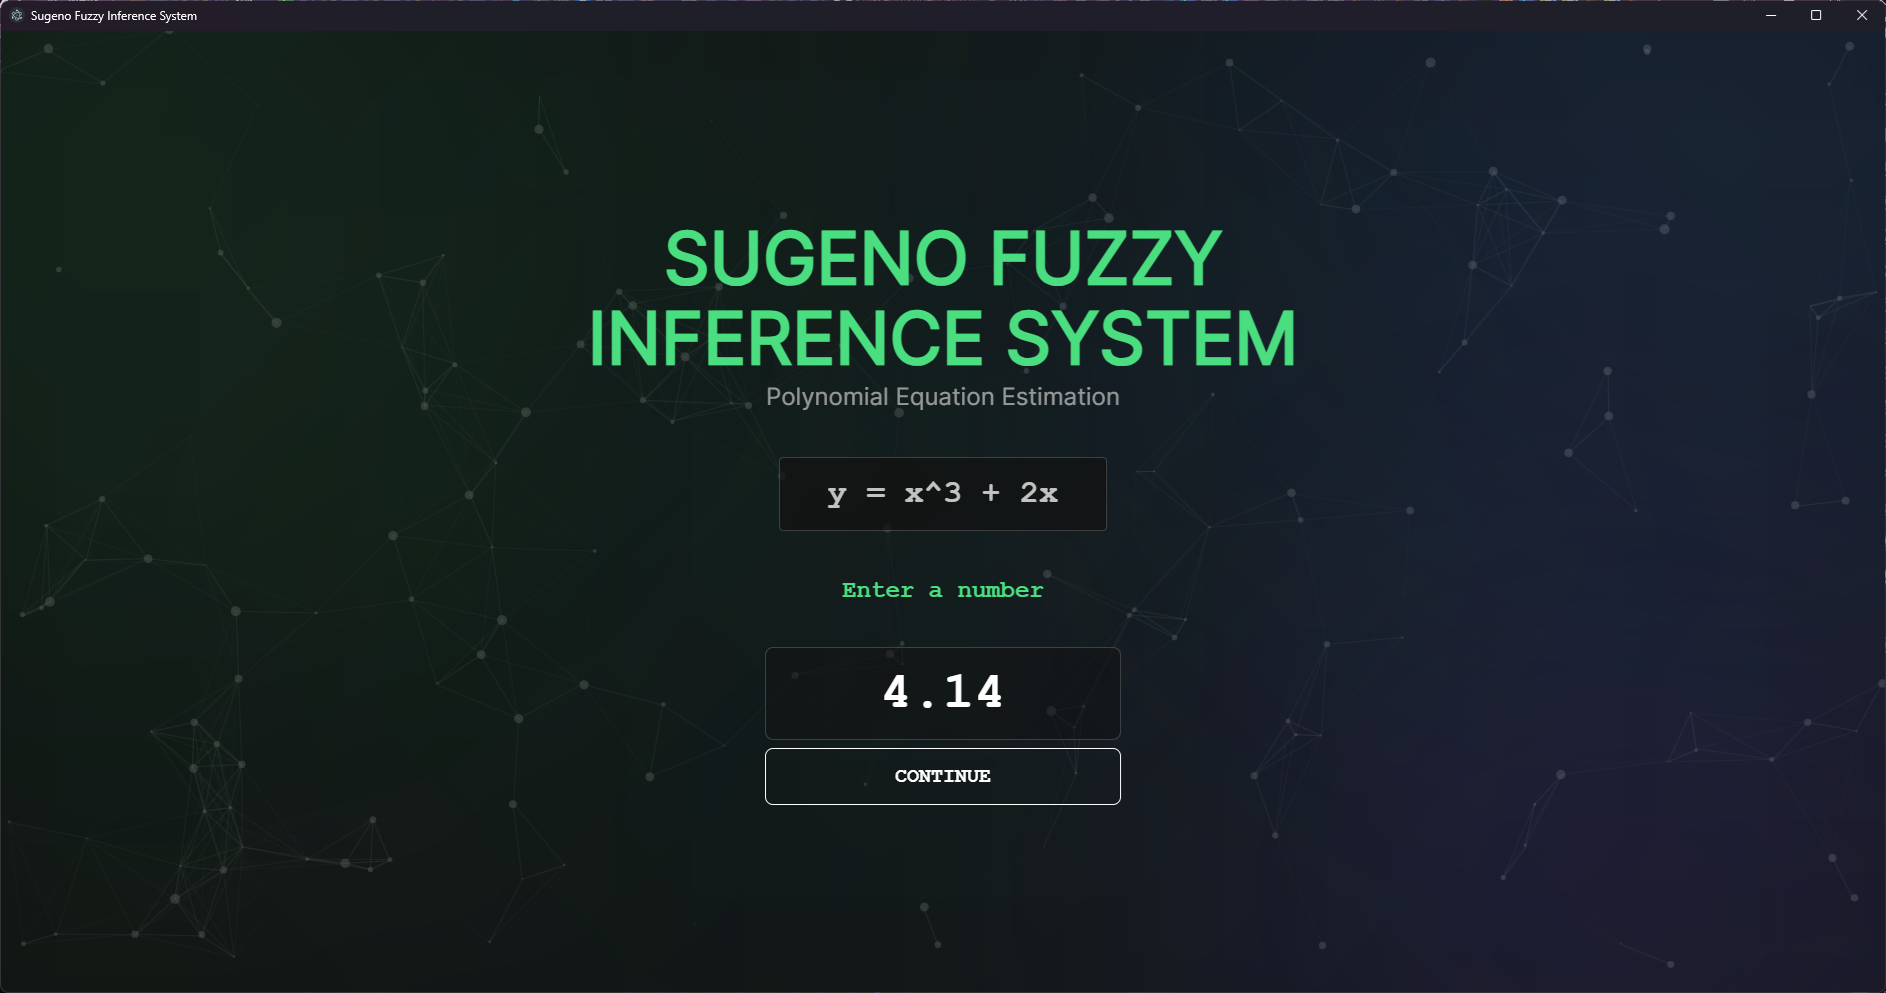 Sugeno Fuzzy Inference System
SUGENO FUZZY
INFERENCE SYSTEM
Polynomial Equation Estimation
y = x^3 + 2x
Enter a number
4.14
CONTINUE